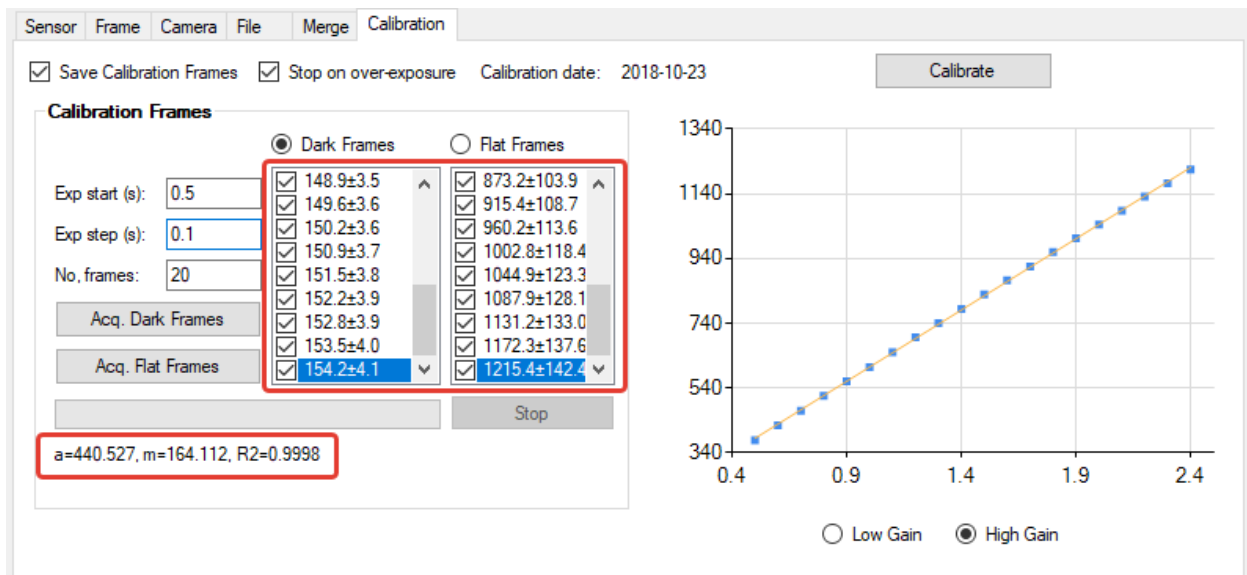 Sensor Frame Camera File Merge Calibration
Save Calibration Frames Stop on over-exposure Calibration date: 2018-10-23 Calibrate
Calibration Frames
Dark Frames Flat Frames
Exp start (s): 0.5
Exp step (s): 0.1
No, frames: 20
Acq. Dark Frames
Acq. Flat Frames
148.9±3.5
149.6±3.6
150.2±3.6
150.9±3.7
151.5±3.8
152.2±3.9
152.8±3.9
153.5±4.0
154.2±4.1
873.2±103.9
915.4±108.7
960.2±113.6
1002.8±118.4
1044.9±123.3
1087.9±128.1
1131.2±133.0
1172.3±137.6
1215.4±142.4
Stop
a=440.527, m=164.112, R2=0.9998
1340
1140
940
740
540
340
0.4 0.9 1.4 1.9 2.4
Low Gain High Gain